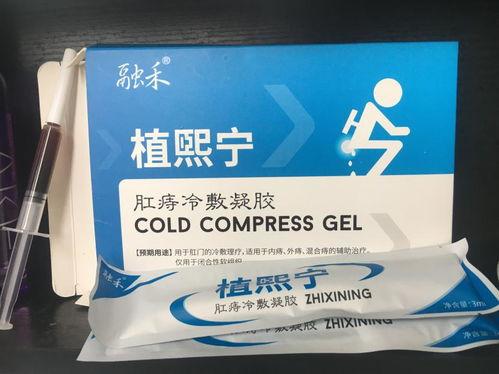 融禾®
植熙宁
肛痔冷敷凝胶
COLD COMPRESS GEL
【预期用途】用于肛门的冷敷理疗，适用于内痔、外痔、混合痔的辅助治疗。
仅用于闭合性软组织
融禾
植熙宁
肛痔冷敷凝胶 ZHIXINING
净含量：3ml
净含量